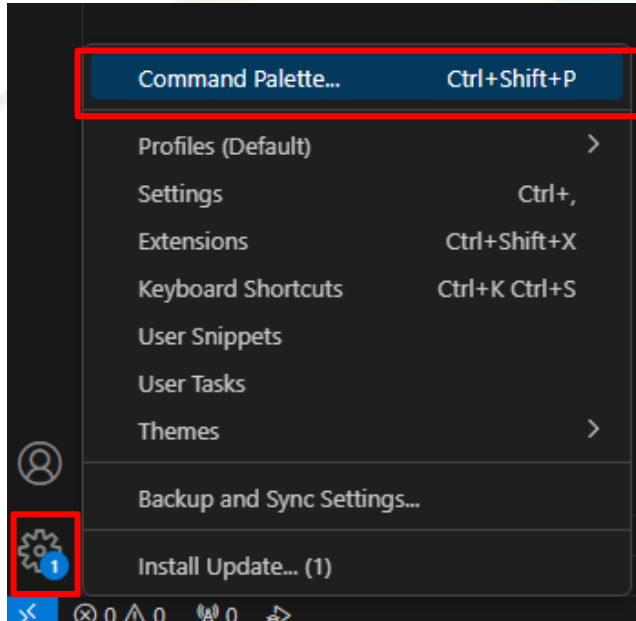 Command Palette... Ctrl+Shift+P
Profiles (Default)
Settings Ctrl+,
Extensions Ctrl+Shift+X
Keyboard Shortcuts Ctrl+K Ctrl+S
User Snippets
User Tasks
Themes
Backup and Sync Settings...
1
Install Update... (1)
0 0 0